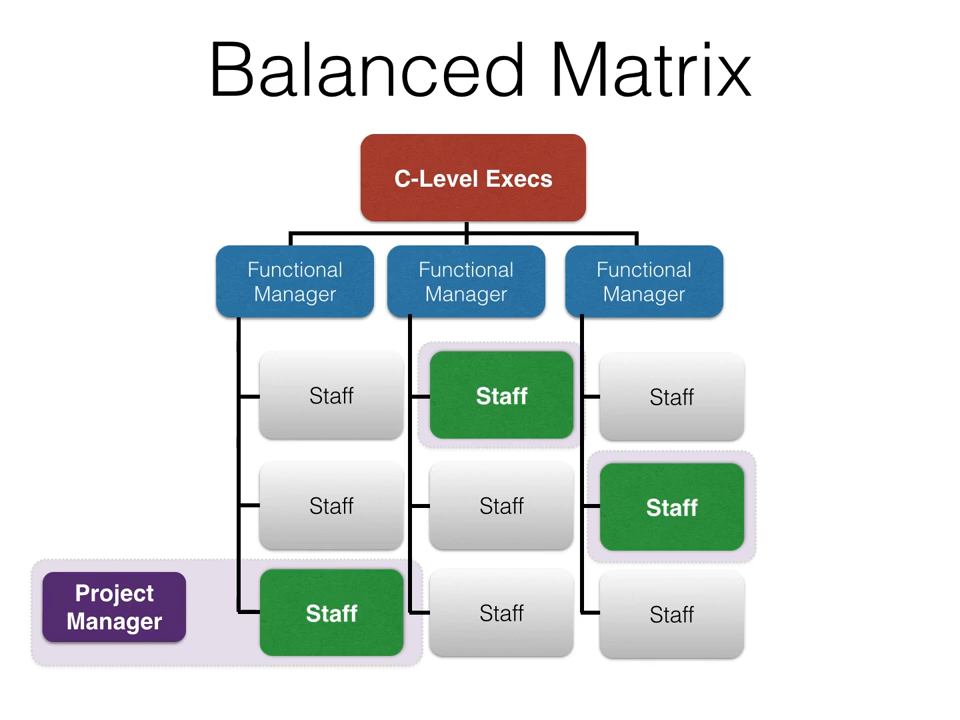 Balanced Matrix
C-Level Execs
Functional
Manager
Functional
Manager
Functional
Manager
Staff
Staff
Staff
Staff
Staff
Staff
Project
Manager
Staff
Staff
Staff